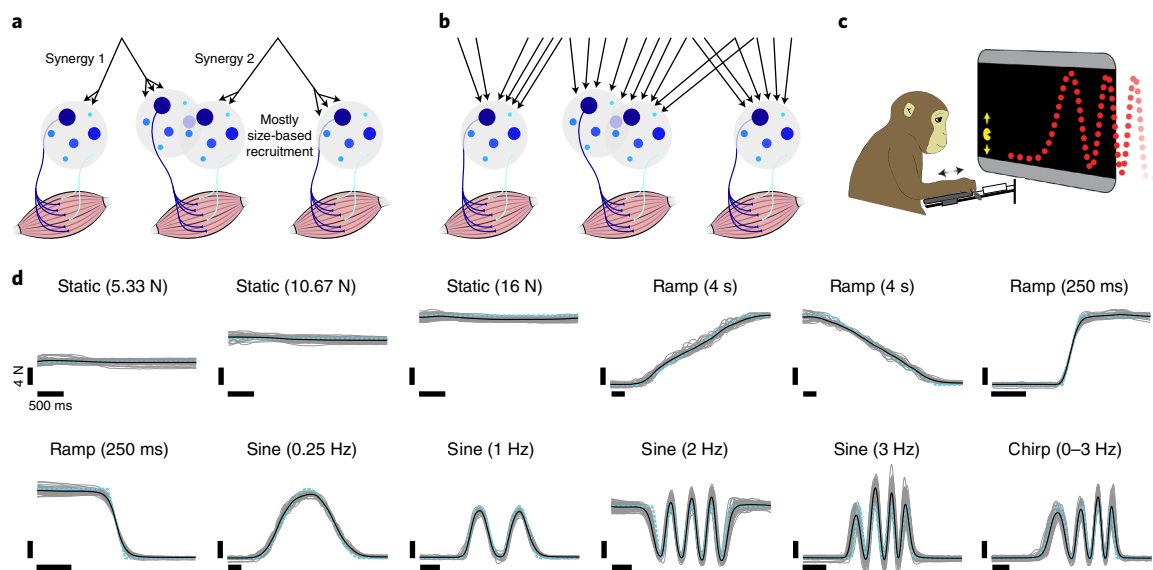 a
b
c
Synergy 1
Synergy 2
Mostly
size-based
recruitment
d
Static (5.33 N)
Static (10.67 N)
Static (16 N)
Ramp (4 s)
Ramp (4 s)
Ramp (250 ms)
4 N
500 ms
Ramp (250 ms)
Sine (0.25 Hz)
Sine (1 Hz)
Sine (2 Hz)
Sine (3 Hz)
Chirp (0–3 Hz)